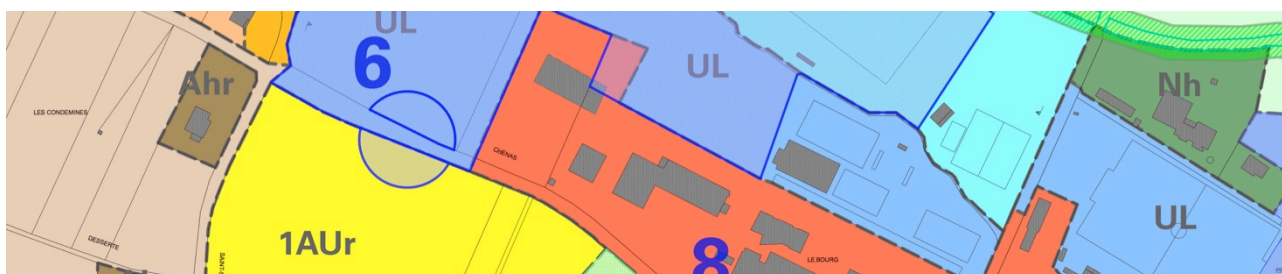 UL
6
Ahr
UL
Nh
LES CONDEMINES
CHENAS
UL
DESSERTE
1AUr
8
LE.BOURG